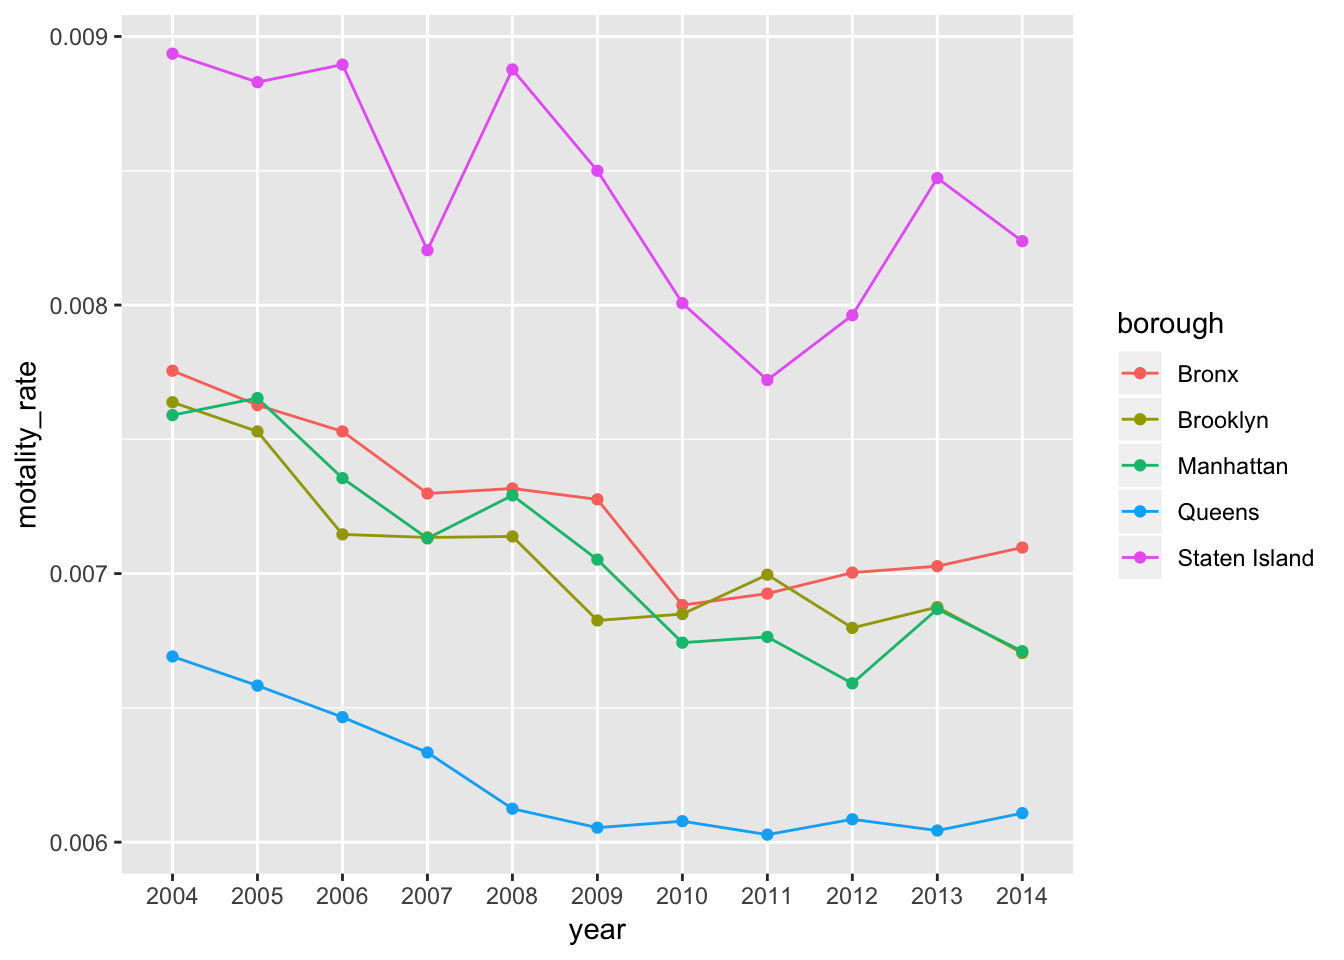 0.009
0.008
0.007
0.006
motality_rate
2004 2005 2006 2007 2008 2009 2010 2011 2012 2013 2014
year
borough
Bronx
Brooklyn
Manhattan
Queens
Staten Island